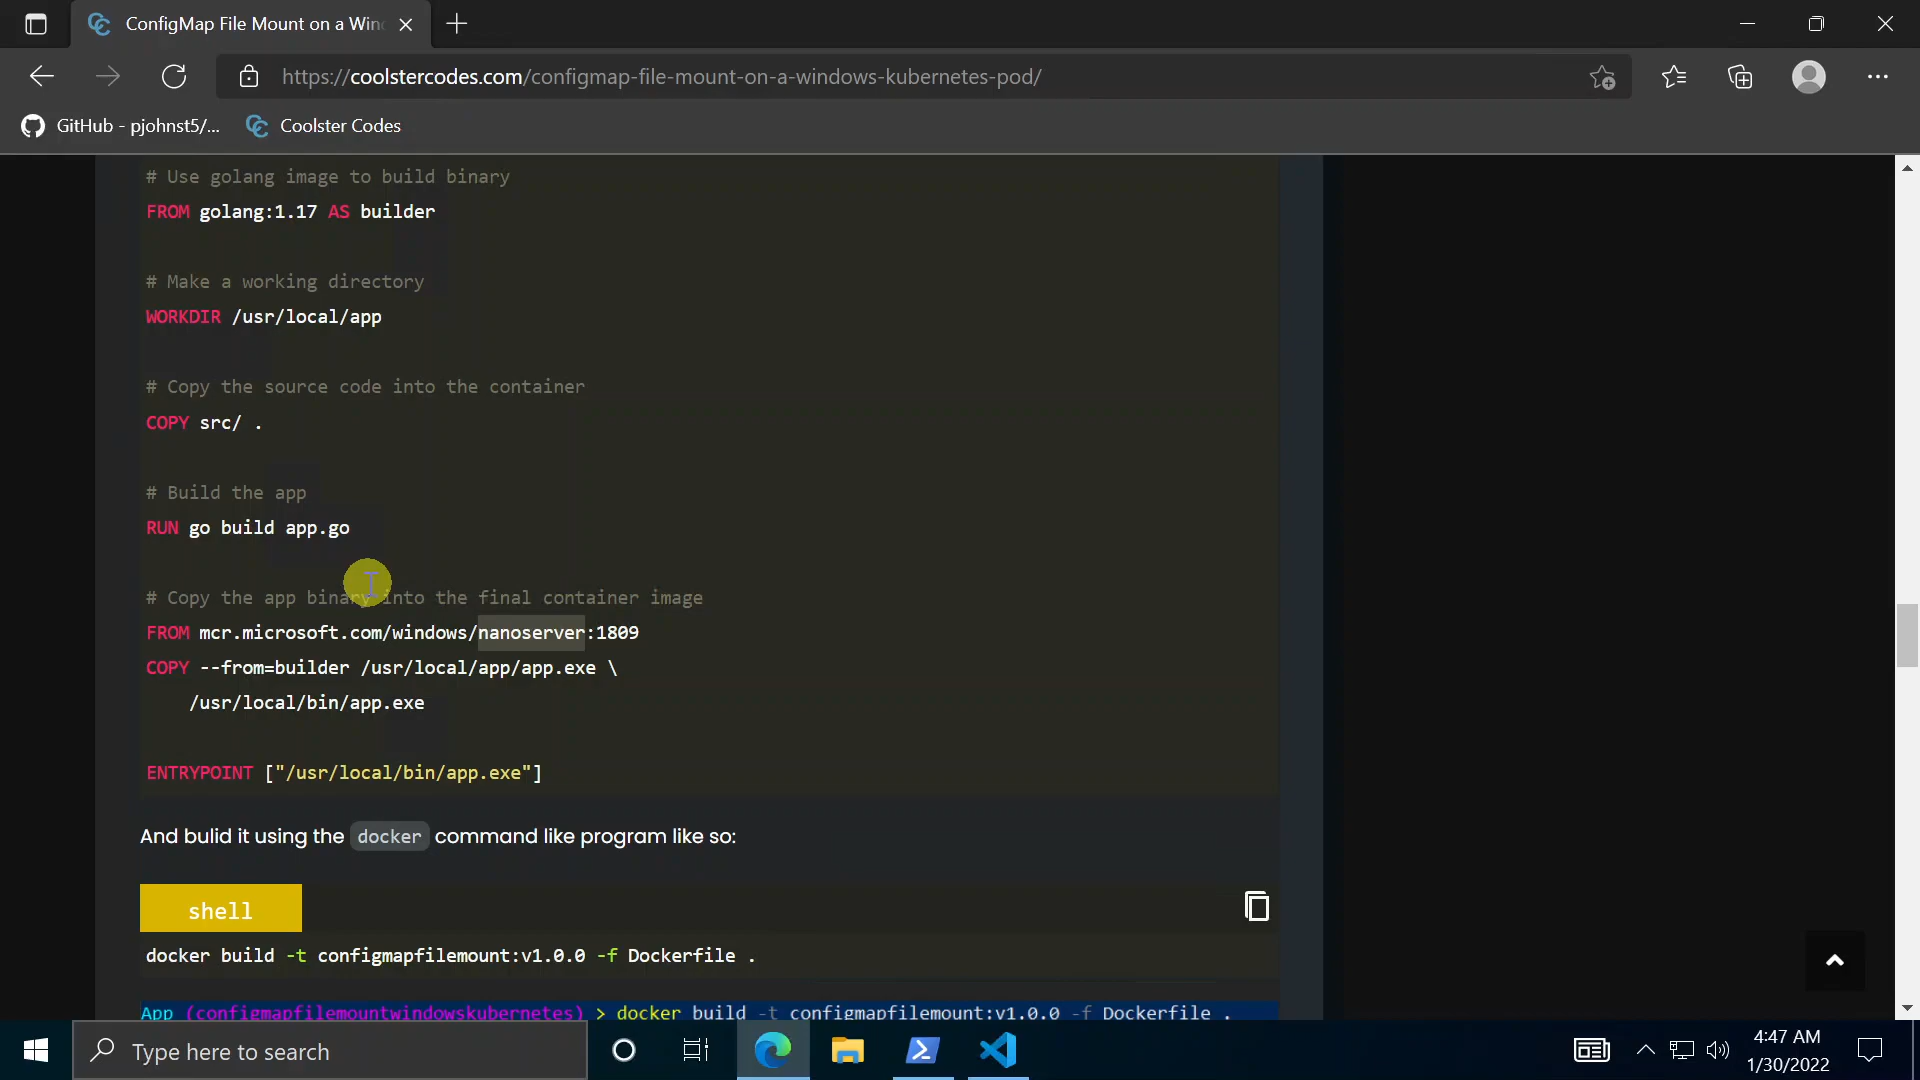 ConfigMap File Mount on a Win
https://coolstercodes.com/configmap-file-mount-on-a-windows-kubernetes-pod/
GitHub - pjohnst5/...
Coolster Codes
# Use golang image to build binary
FROM golang:1.17 AS builder
# Make a working directory
WORKDIR /usr/local/app
# Copy the source code into the container
COPY src/ .
# Build the app
RUN go build app.go
# Copy the app binary into the final container image
FROM mcr.microsoft.com/windows/nanoserver:1809
COPY --from=builder /usr/local/app/app.exe \
/usr/local/bin/app.exe
ENTRYPOINT ["/usr/local/bin/app.exe"]
And bulid it using the docker command like program like so:
shell
docker build -t configmapfilemount:v1.0.0 -f Dockerfile .
App (configmapfilemountwindowskubernetes) > docker build -t configmapfilemount:v1.0.0 -f Dockerfile .
Type here to search
4:47 AM
1/30/2022